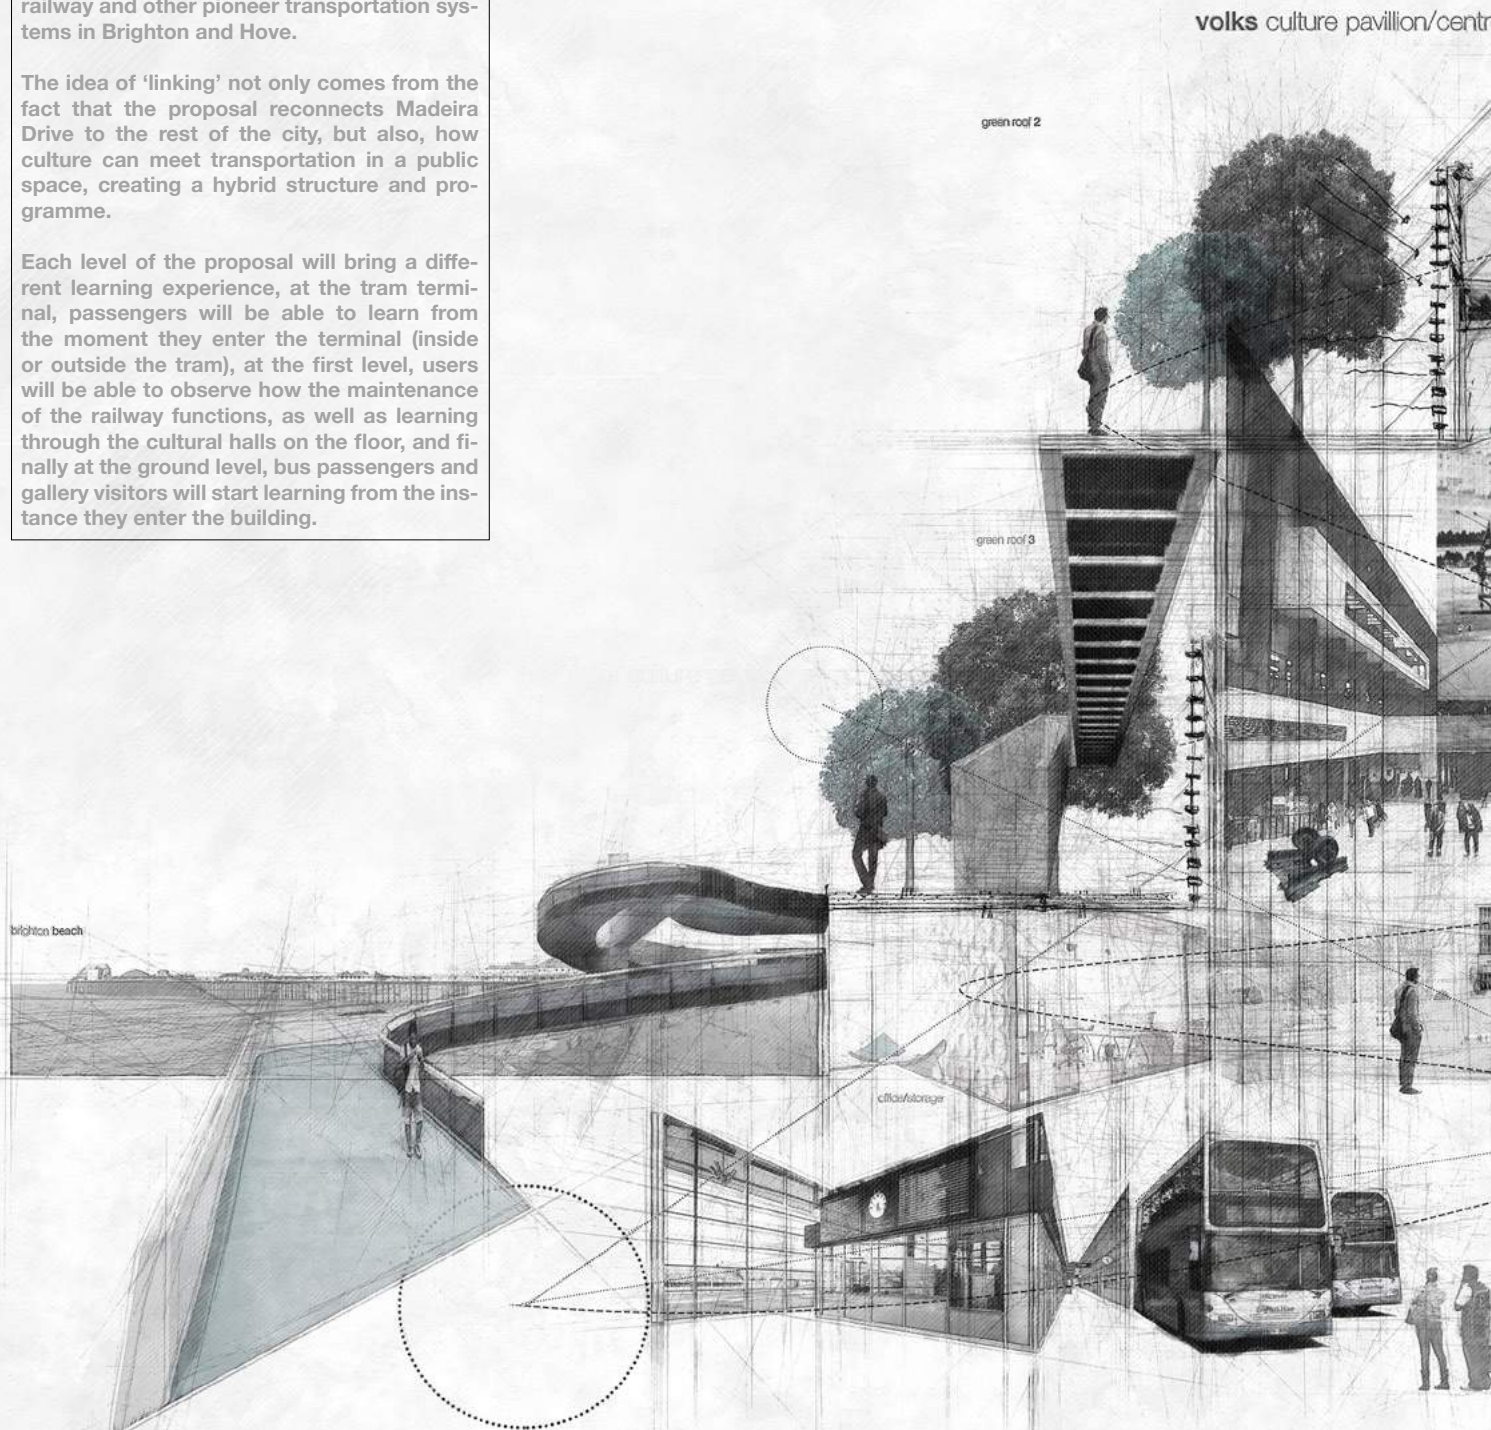 railway and other pioneer transportation sys-
tems in Brighton and Hove.
The idea of ‘linking’ not only comes from the
fact that the proposal reconnects Madeira
Drive to the rest of the city, but also, how
culture can meet transportation in a public
space, creating a hybrid structure and pro-
gramme.
Each level of the proposal will bring a diffe-
rent learning experience, at the tram termi-
nal, passengers will be able to learn from
the moment they enter the terminal (inside
or outside the tram), at the first level, users
will be able to observe how the maintenance
of the railway functions, as well as learning
through the cultural halls on the floor, and fi-
nally at the ground level, bus passengers and
gallery visitors will start learning from the ins-
tance they enter the building.
volks culture pavillion/centr
green roof 2
green roof 3
brighton beach
office/storage